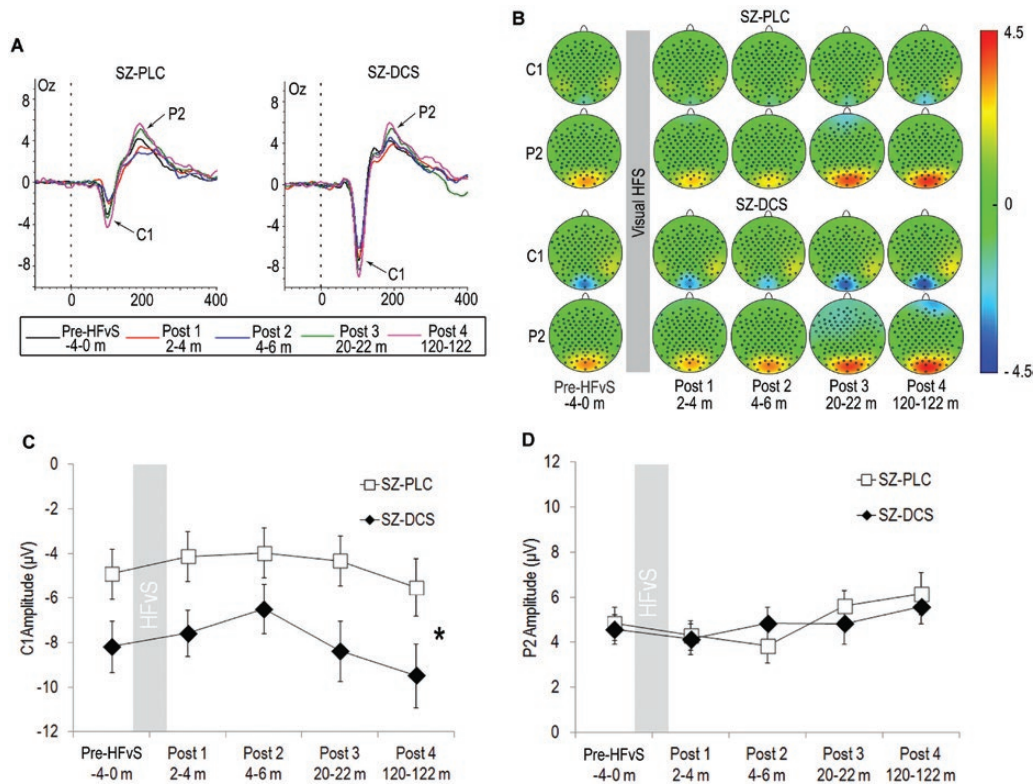 A
SZ-PLC
SZ-DCS
Oz
Oz
8
4
0
-4
-8
8
4
0
-4
-8
P2
P2
C1
C1
0 200 400
0 200 400
Pre-HFvS Post 1 Post 2 Post 3 Post 4
-4-0 m 2-4 m 4-6 m 20-22 m 120-122
B
SZ-PLC
C1
P2
Visual HFS
SZ-DCS
C1
P2
Pre-HFvS Post 1 Post 2 Post 3 Post 4
-4-0 m 2-4 m 4-6 m 20-22 m 120-122 m
4.5
0
-4.5
C
C1Amplitude (µV)
0
-2
-4
-6
-8
-10
-12
HFvS
SZ-PLC
SZ-DCS
*
Pre-HFvS Post 1 Post 2 Post 3 Post 4
-4-0 m 2-4 m 4-6 m 20-22 m 120-122 m
D
P2 Amplitude (µV)
12
10
8
6
4
2
0
HFvS
SZ-PLC
SZ-DCS
Pre-HFvS Post 1 Post 2 Post 3 Post 4
-4-0 m 2-4 m 4-6 m 20-22 m 120-122 m